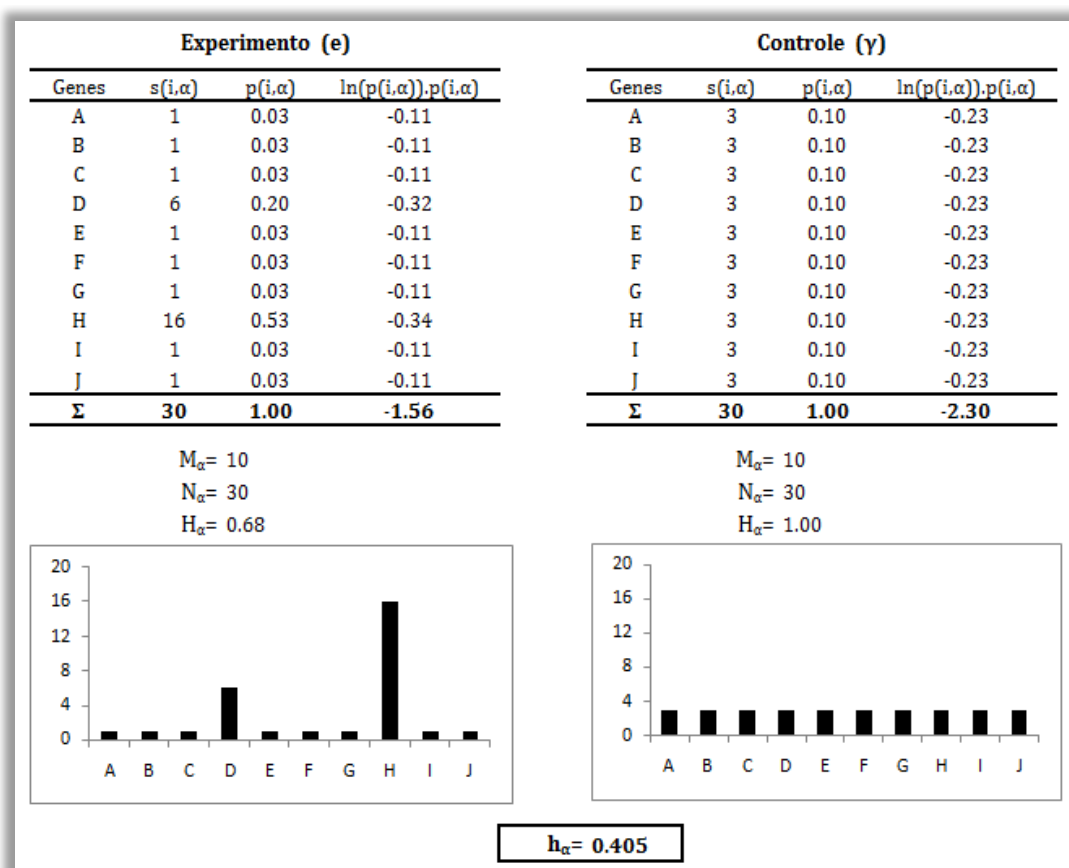 Experimento (e)
Genes s(i,α) p(i,α) ln(p(i,α)).p(i,α)
A 1 0.03 -0.11
B 1 0.03 -0.11
C 1 0.03 -0.11
D 6 0.20 -0.32
E 1 0.03 -0.11
F 1 0.03 -0.11
G 1 0.03 -0.11
H 16 0.53 -0.34
I 1 0.03 -0.11
J 1 0.03 -0.11
Σ 30 1.00 -1.56
Mα= 10
Nα= 30
Hα= 0.68
20
16
12
8
4
0
A B C D E F G H I J
Controle (γ)
Genes s(i,α) p(i,α) ln(p(i,α)).p(i,α)
A 3 0.10 -0.23
B 3 0.10 -0.23
C 3 0.10 -0.23
D 3 0.10 -0.23
E 3 0.10 -0.23
F 3 0.10 -0.23
G 3 0.10 -0.23
H 3 0.10 -0.23
I 3 0.10 -0.23
J 3 0.10 -0.23
Σ 30 1.00 -2.30
Mα= 10
Nα= 30
Hα= 1.00
20
16
12
8
4
0
A B C D E F G H I J
hα= 0.405